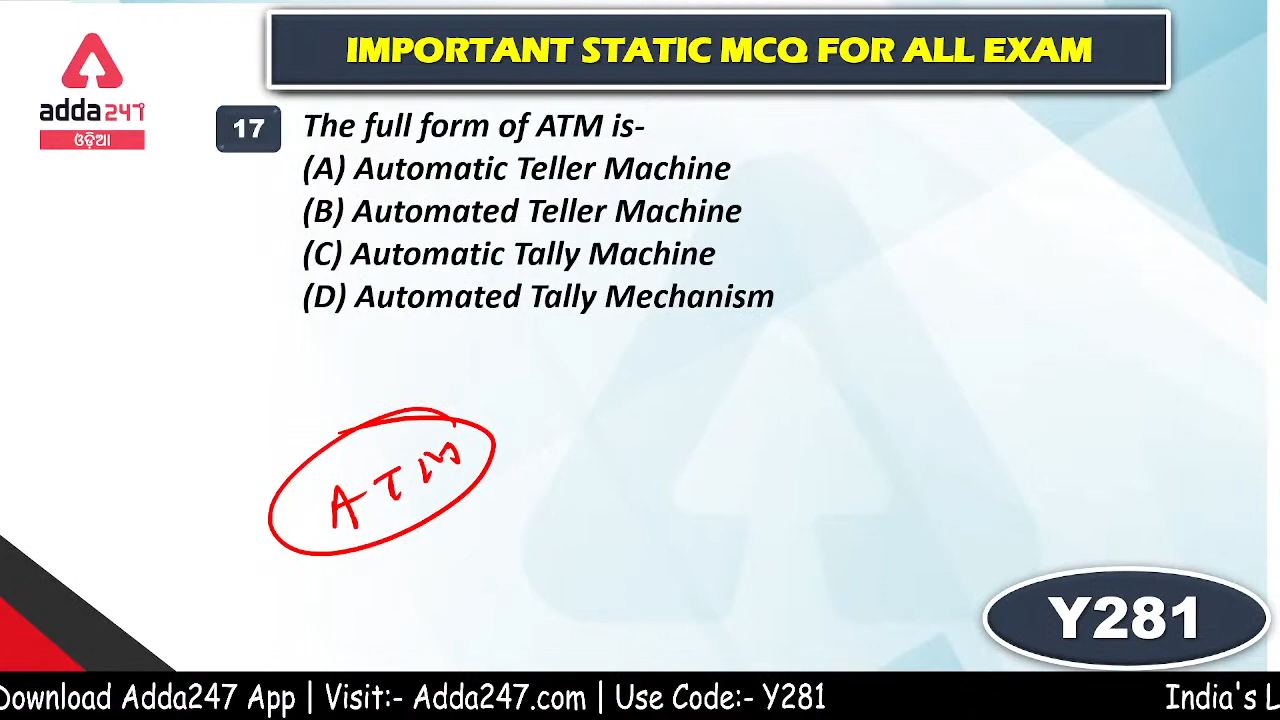 IMPORTANT STATIC MCQ FOR ALL EXAM
adda247
ଓଡ଼ିଆ
17 The full form of ATM is-
(A) Automatic Teller Machine
(B) Automated Teller Machine
(C) Automatic Tally Machine
(D) Automated Tally Mechanism
ATM
Y281
Download Adda247 App | Visit:- Adda247.com | Use Code:- Y281 India's L